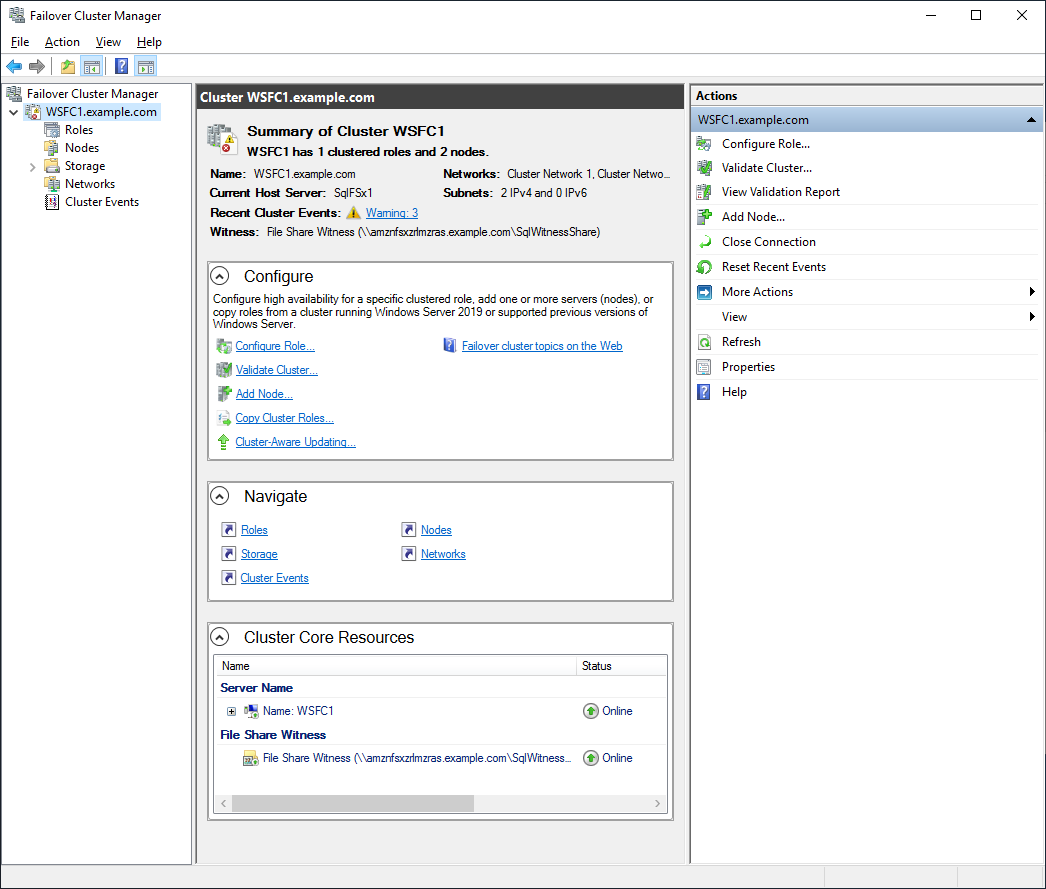 Failover Cluster Manager
File Action View Help
Failover Cluster Manager
WSFC1.example.com
Roles
Nodes
Storage
Networks
Cluster Events
Cluster WSFC1.example.com
Summary of Cluster WSFC1
WSFC1 has 1 clustered roles and 2 nodes.
Name: WSFC1.example.com
Networks: Cluster Network 1, Cluster Netwo...
Current Host Server: SqlFSx1
Subnets: 2 IPv4 and 0 IPv6
Recent Cluster Events: Warning: 3
Witness: File Share Witness (\\amznfsxzrlmzras.example.com\SqlWitnessShare)
Configure
Configure high availability for a specific clustered role, add one or more servers (nodes), or
copy roles from a cluster running Windows Server 2019 or supported previous versions of
Windows Server.
Configure Role...
Failover cluster topics on the Web
Validate Cluster...
Add Node...
Copy Cluster Roles...
Cluster-Aware Updating...
Navigate
Roles
Nodes
Storage
Networks
Cluster Events
Cluster Core Resources
Name Status
Server Name
Name: WSFC1 Online
File Share Witness
File Share Witness (\\amznfsxzrlmzras.example.com\SqlWitness... Online
Actions
WSFC1.example.com
Configure Role...
Validate Cluster...
View Validation Report
Add Node...
Close Connection
Reset Recent Events
More Actions
View
Refresh
Properties
Help